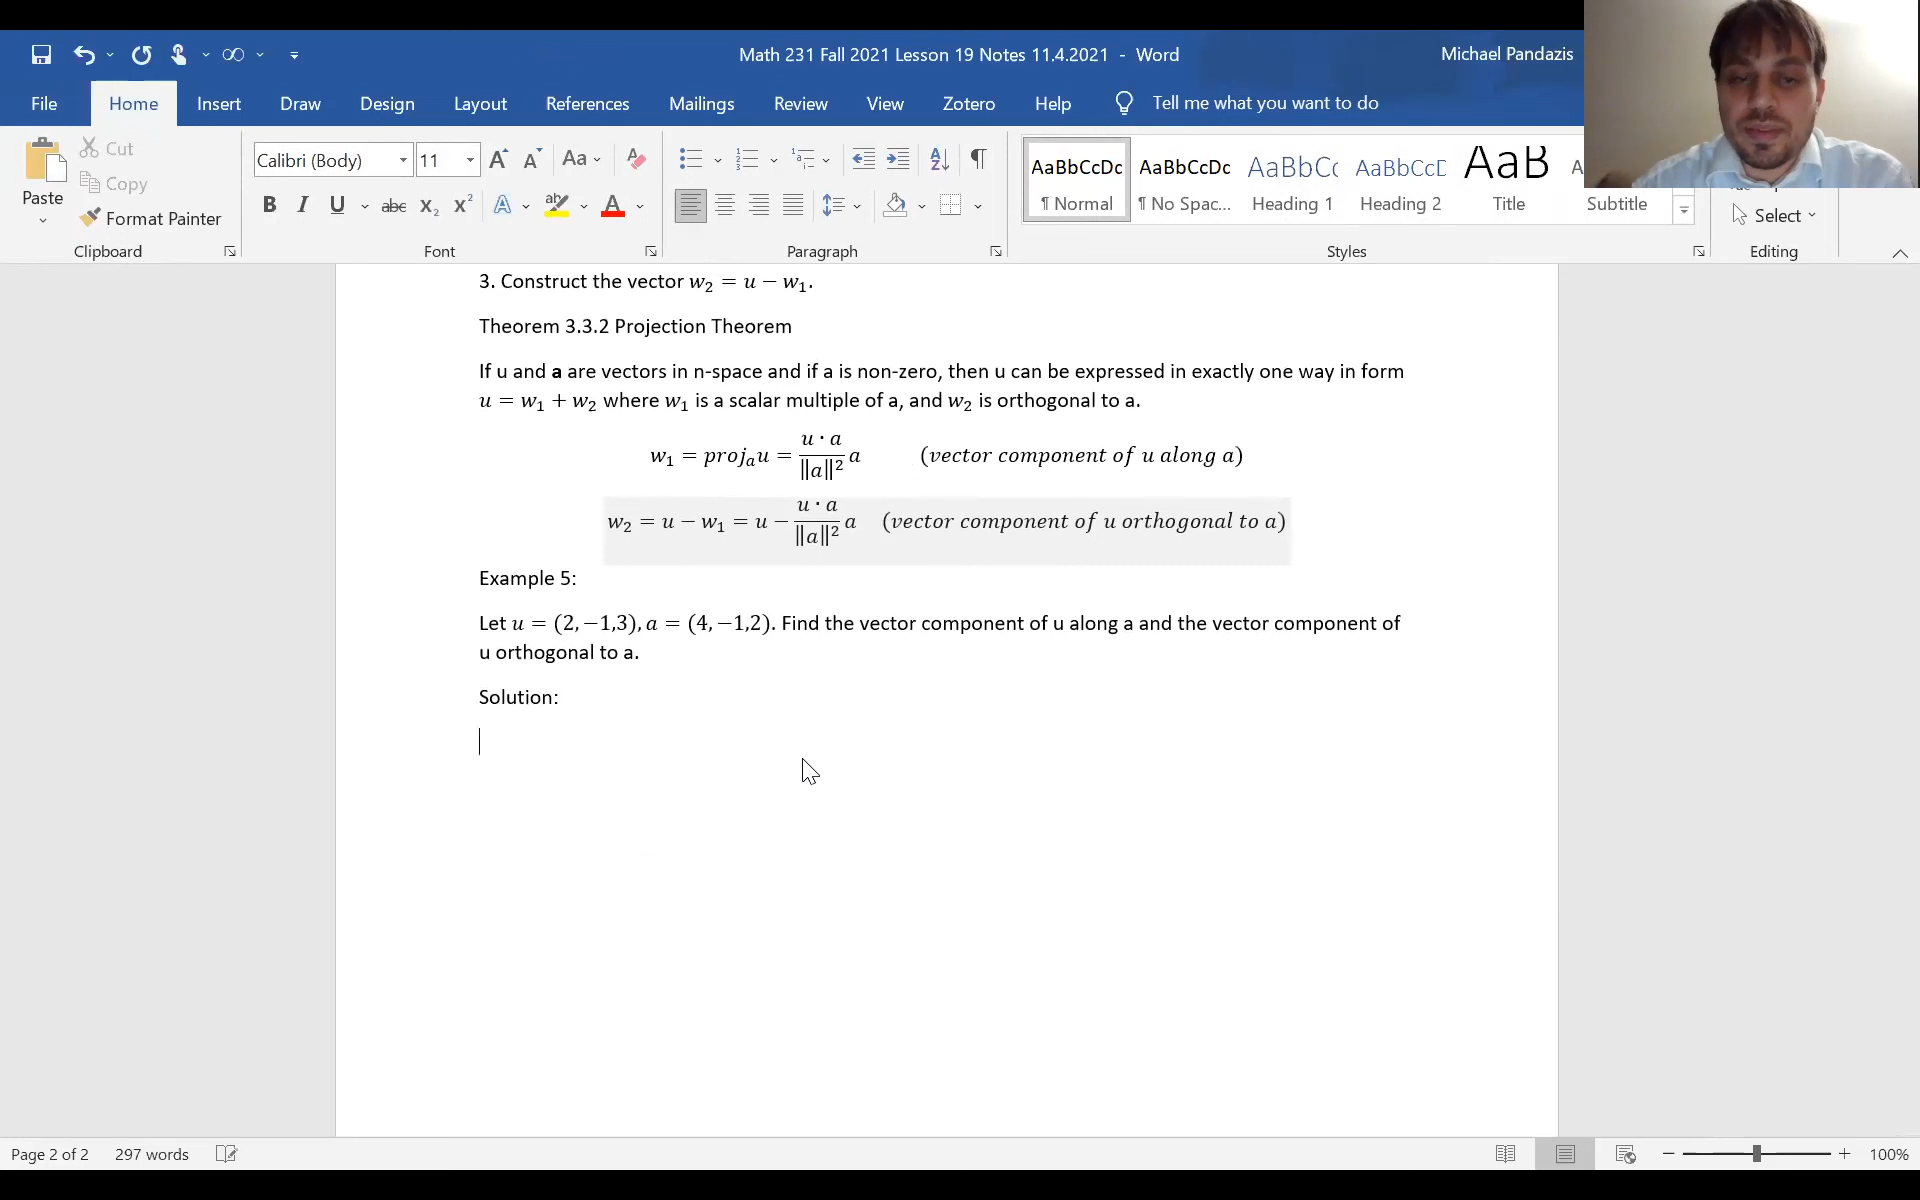 Math 231 Fall 2021 Lesson 19 Notes 11.4.2021 - Word
Michael Pandazis
File Home Insert Draw Design Layout References Mailings Review View Zotero Help Tell me what you want to do
Cut
Copy
Paste
Format Painter
Calibri (Body) 11
AaBbCcDc AaBbCcDc AaBbCc AaBbCcD AaB
¶ Normal ¶ No Spac... Heading 1 Heading 2 Title Subtitle
Select
Clipboard Font Paragraph Styles Editing
3. Construct the vector w₂ = u − w₁.
Theorem 3.3.2 Projection Theorem
If u and a are vectors in n-space and if a is non-zero, then u can be expressed in exactly one way in form
u = w₁ + w₂ where w₁ is a scalar multiple of a, and w₂ is orthogonal to a.
w₁ = projₐu = (u · a)/‖a‖² a (vector component of u along a)
w₂ = u − w₁ = u − (u · a)/‖a‖² a (vector component of u orthogonal to a)
Example 5:
Let u = (2, −1,3), a = (4, −1,2). Find the vector component of u along a and the vector component of
u orthogonal to a.
Solution:
Page 2 of 2 297 words 100%